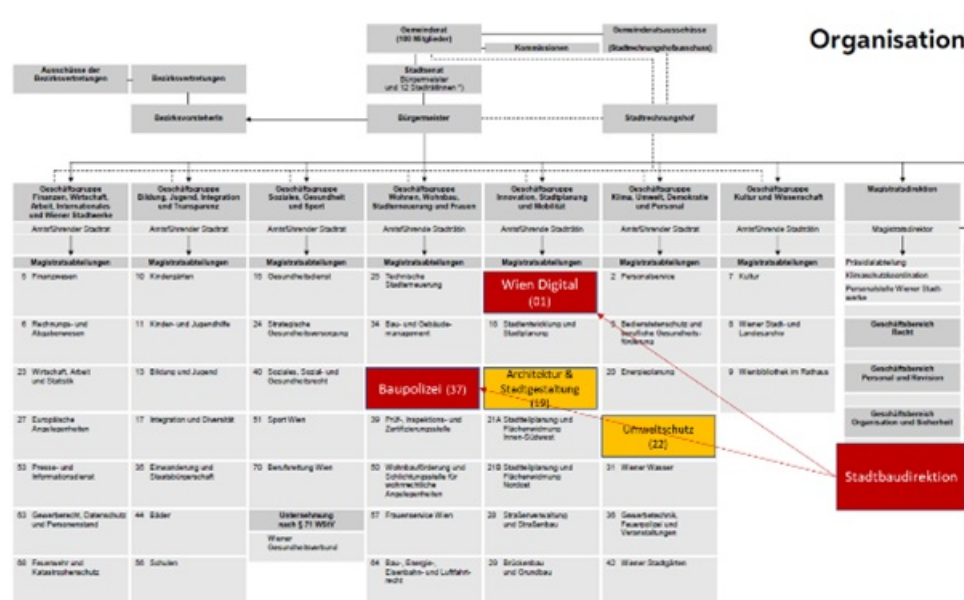 Organisation
Gemeinderat
(100 Mitglieder)
Gemeinderatsausschüsse
(Stadtrechnungshofausschuss)
Kommissionen
Ausschüsse der
Bezirksvertretungen
Bezirksvertretungen
Stadtsenat
Bürgermeister
und 12 StadträtInnen *)
BezirksvorsteherIn
Bürgermeister
Stadtrechnungshof
Geschäftsgruppe
Finanzen, Wirtschaft,
Arbeit, Internationales
und Wiener Stadtwerke
Amtsführender Stadtrat
Magistratsabteilungen
5 Finanzwesen
6 Rechnungs- und
Abgabenwesen
23 Wirtschaft, Arbeit
und Statistik
27 Europäische
Angelegenheiten
53 Presse- und
Informationsdienst
63 Gewerberecht, Datenschutz
und Personenstand
68 Feuerwehr und
Katastrophenschutz
Geschäftsgruppe
Bildung, Jugend, Integration
und Transparenz
Amtsführender Stadtrat
Magistratsabteilungen
10 Kindergärten
11 Kinder- und Jugendhilfe
13 Bildung und Jugend
17 Integration und Diversität
35 Einwanderung und
Staatsbürgerschaft
44 Bäder
56 Schulen
Geschäftsgruppe
Soziales, Gesundheit
und Sport
Amtsführender Stadtrat
Magistratsabteilungen
15 Gesundheitsdienst
24 Strategische
Gesundheitsversorgung
40 Soziales, Sozial- und
Gesundheitsrecht
51 Sport Wien
70 Berufsrettung Wien
Unternehmung
nach § 71 WStV
Wiener
Gesundheitsverbund
Geschäftsgruppe
Wohnen, Wohnbau,
Stadterneuerung und Frauen
Amtsführende Stadträtin
Magistratsabteilungen
25 Technische
Stadterneuerung
34 Bau- und Gebäude-
management
Baupolizei (37)
39 Prüf-, Inspektions- und
Zertifizierungsstelle
50 Wohnbauförderung und
Schlichtungsstelle für
wohnrechtliche
Angelegenheiten
57 Frauenservice Wien
64 Bau-, Energie-,
Eisenbahn- und Luftfahrt-
recht
Geschäftsgruppe
Innovation, Stadtplanung
und Mobilität
Amtsführende Stadträtin
Magistratsabteilungen
Wien Digital
(01)
18 Stadtentwicklung und
Stadtplanung
Architektur &
Stadtgestaltung
(19)
21A Stadtteilplanung und
Flächenwidmung
Innen-Südwest
21B Stadtteilplanung und
Flächenwidmung
Nordost
28 Straßenverwaltung
und Straßenbau
29 Brückenbau
und Grundbau
Geschäftsgruppe
Klima, Umwelt, Demokratie
und Personal
Amtsführender Stadtrat
Magistratsabteilungen
2 Personalservice
3 Bedienstetenschutz und
berufliche Gesundheits-
förderung
20 Energieplanung
Umweltschutz
(22)
31 Wiener Wasser
36 Gewerbetechnik,
Feuerpolizei und
Veranstaltungen
42 Wiener Stadtgärten
Geschäftsgruppe
Kultur und Wissenschaft
Amtsführende Stadträtin
Magistratsabteilungen
7 Kultur
8 Wiener Stadt- und
Landesarchiv
9 Wienbibliothek im Rathaus
Magistratsdirektion
Magistratsdirektor
Präsidialabteilung
Klimaschutzkoordination
Personalstelle Wiener Stadt-
werke
Geschäftsbereich
Recht
Geschäftsbereich
Personal und Revision
Geschäftsbereich
Organisation und Sicherheit
Stadtbaudirektion